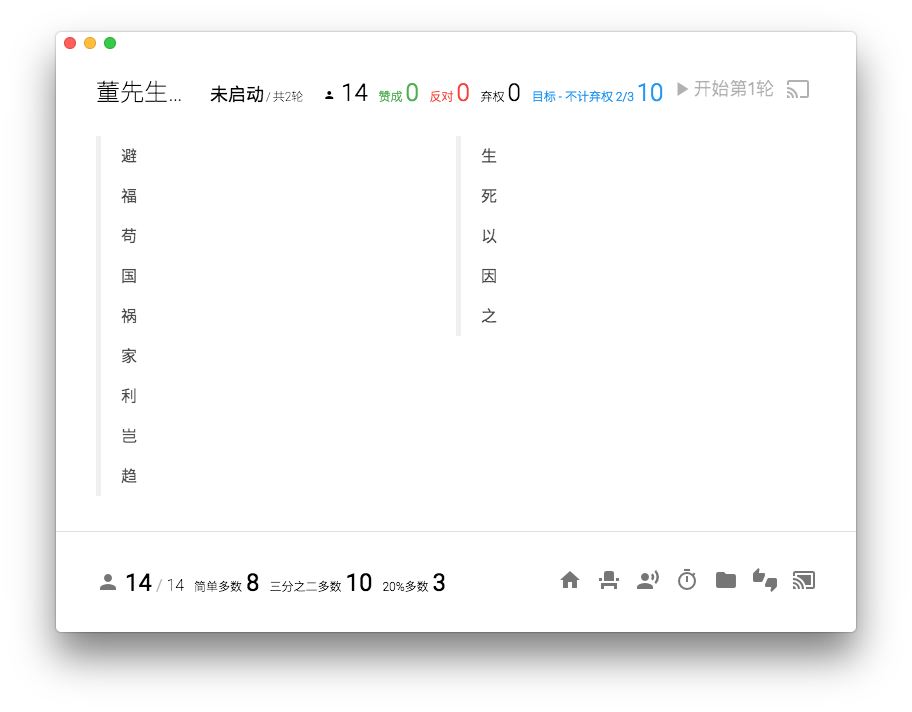 董先生... 未启动 / 共2轮 14 赞成 0 反对 0 弃权 0 目标 - 不计弃权 2/3 10 开始第1轮
避
福
苟
国
祸
家
利
岂
趋
生
死
以
因
之
14 / 14 简单多数 8 三分之二多数 10 20%多数 3